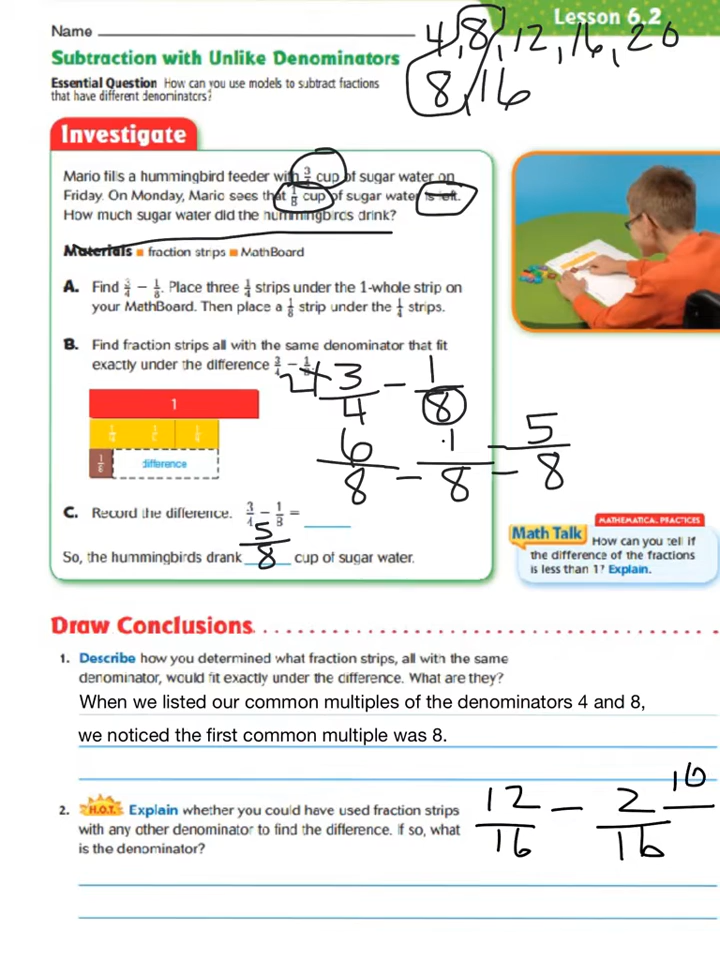 Lesson 6.2
Name
4, 8, 12, 16, 20
8, 16
Subtraction with Unlike Denominators
Essential Question How can you use models to subtract fractions
that have different denominators?
Investigate
Mario fills a hummingbird feeder with 3/4 cup of sugar water on
Friday. On Monday, Mario sees that 1/8 cup of sugar water is left.
How much sugar water did the hummingbirds drink?
Materials ■ fraction strips ■ MathBoard
A. Find 3/4 − 1/8. Place three 1/4 strips under the 1-whole strip on
your MathBoard. Then place a 1/8 strip under the 1/4 strips.
B. Find fraction strips all with the same denominator that fit
exactly under the difference 3/4 − 1/8.
3/4 − 1/8
6/8 − 1/8 = 5/8
1
1/4 1/4 1/4
1/8 difference
C. Record the difference. 3/4 − 1/8 =
So, the hummingbirds drank 5/8 cup of sugar water.
MATHEMATICAL PRACTICES
Math Talk How can you tell if
the difference of the fractions
is less than 1? Explain.
Draw Conclusions
1. Describe how you determined what fraction strips, all with the same
denominator, would fit exactly under the difference. What are they?
When we listed our common multiples of the denominators 4 and 8,
we noticed the first common multiple was 8.
2. H.O.T. Explain whether you could have used fraction strips
with any other denominator to find the difference. If so, what
is the denominator?
12/16 − 2/16 10